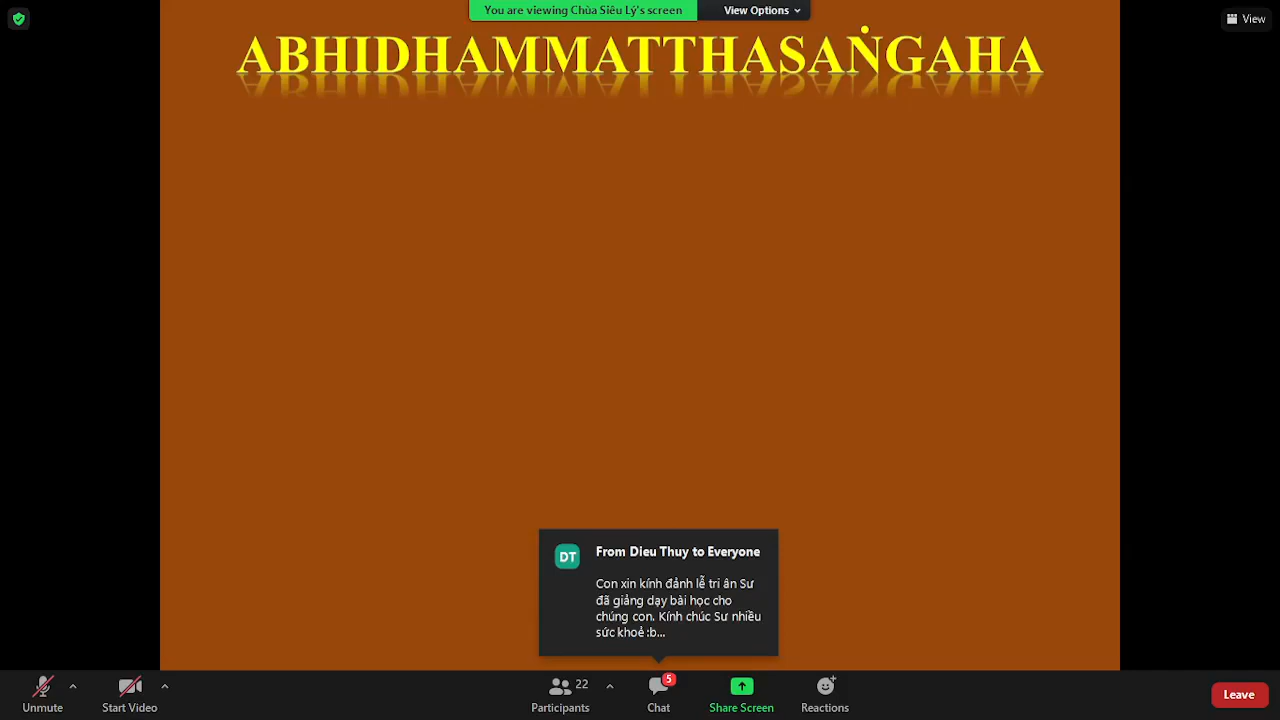 You are viewing Chùa Siêu Lý's screen
View Options
View
ABHIDHAMMATTHASAṄGAHA
DT
From Dieu Thuy to Everyone
Con xin kính đảnh lễ tri ân Sư
đã giảng dạy bài học cho
chúng con. Kính chúc Sư nhiều
sức khoẻ :b...
Unmute
Start Video
22
Participants
5
Chat
Share Screen
Reactions
Leave